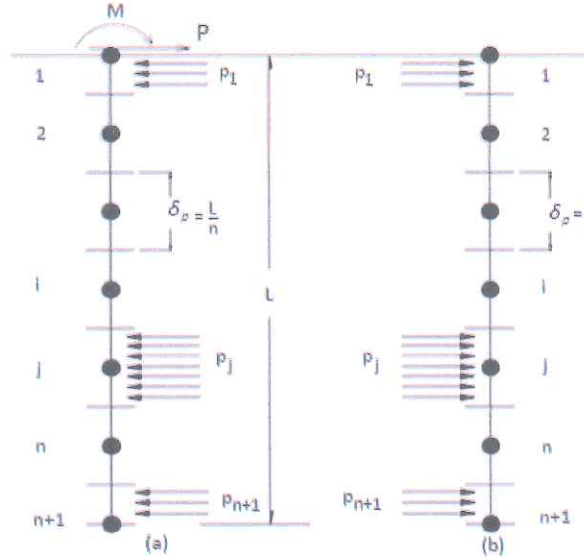 M
P
1
p1
p1
1
2
2
δp = L/n
δp =
i
L
i
j
pj
pj
j
n
n
n+1
pn+1
pn+1
n+1
(a)
(b)